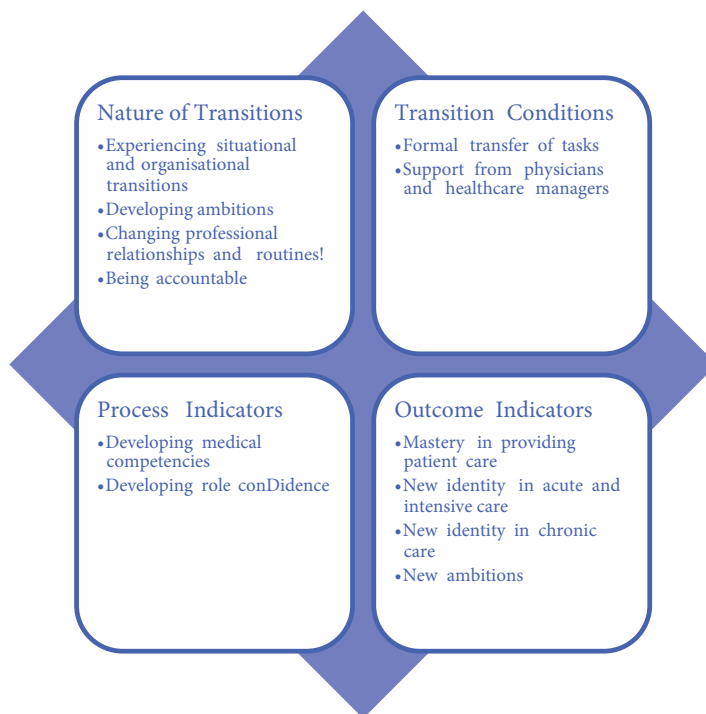 Nature of Transitions
•Experiencing situational
and organisational
transitions
•Developing ambitions
•Changing professional
relationships and routines!
•Being accountable
Transition Conditions
•Formal transfer of tasks
•Support from physicians
and healthcare managers
Process Indicators
•Developing medical
competencies
•Developing role conDidence
Outcome Indicators
•Mastery in providing
patient care
•New identity in acute and
intensive care
•New identity in chronic
care
•New ambitions